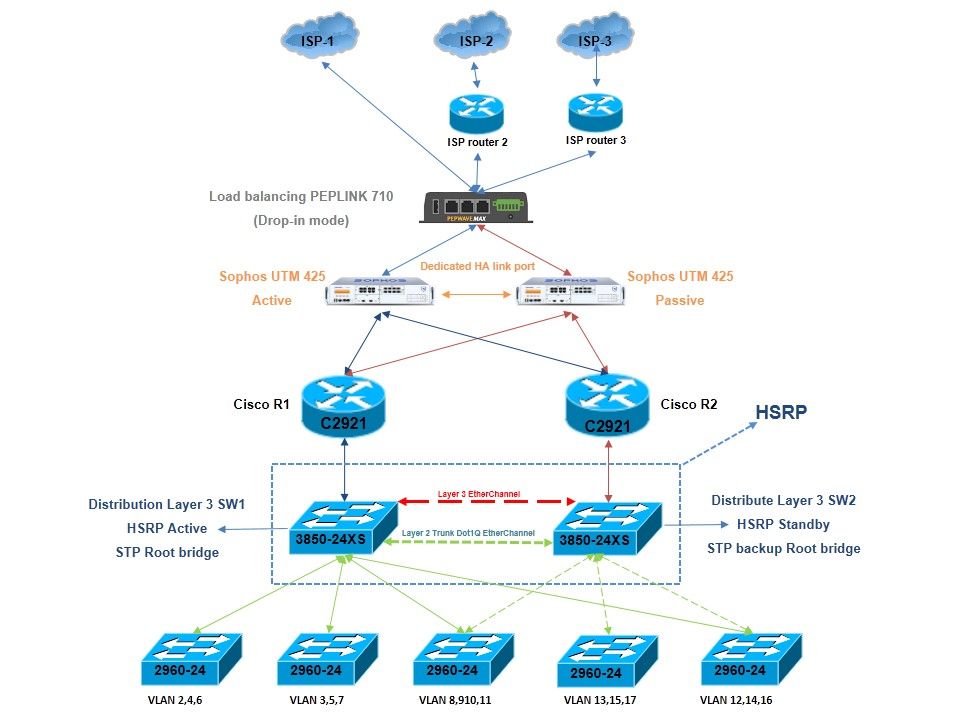 ISP-1
ISP-2
ISP-3
ISP router 2
ISP router 3
Load balancing PEPLINK 710
(Drop-in mode)
PEPWAVE MAX
Sophos UTM 425
Active
Dedicated HA link port
Sophos UTM 425
Passive
SOPHOS
SOPHOS
Cisco R1
C2921
C2921
Cisco R2
HSRP
Distribution Layer 3 SW1
HSRP Active
STP Root bridge
Layer 3 EtherChannel
Layer 2 Trunk Dot1Q EtherChannel
3850-24XS
3850-24XS
Distribute Layer 3 SW2
HSRP Standby
STP backup Root bridge
2960-24
2960-24
2960-24
2960-24
2960-24
VLAN 2,4,6
VLAN 3,5,7
VLAN 8,910,11
VLAN 13,15,17
VLAN 12,14,16